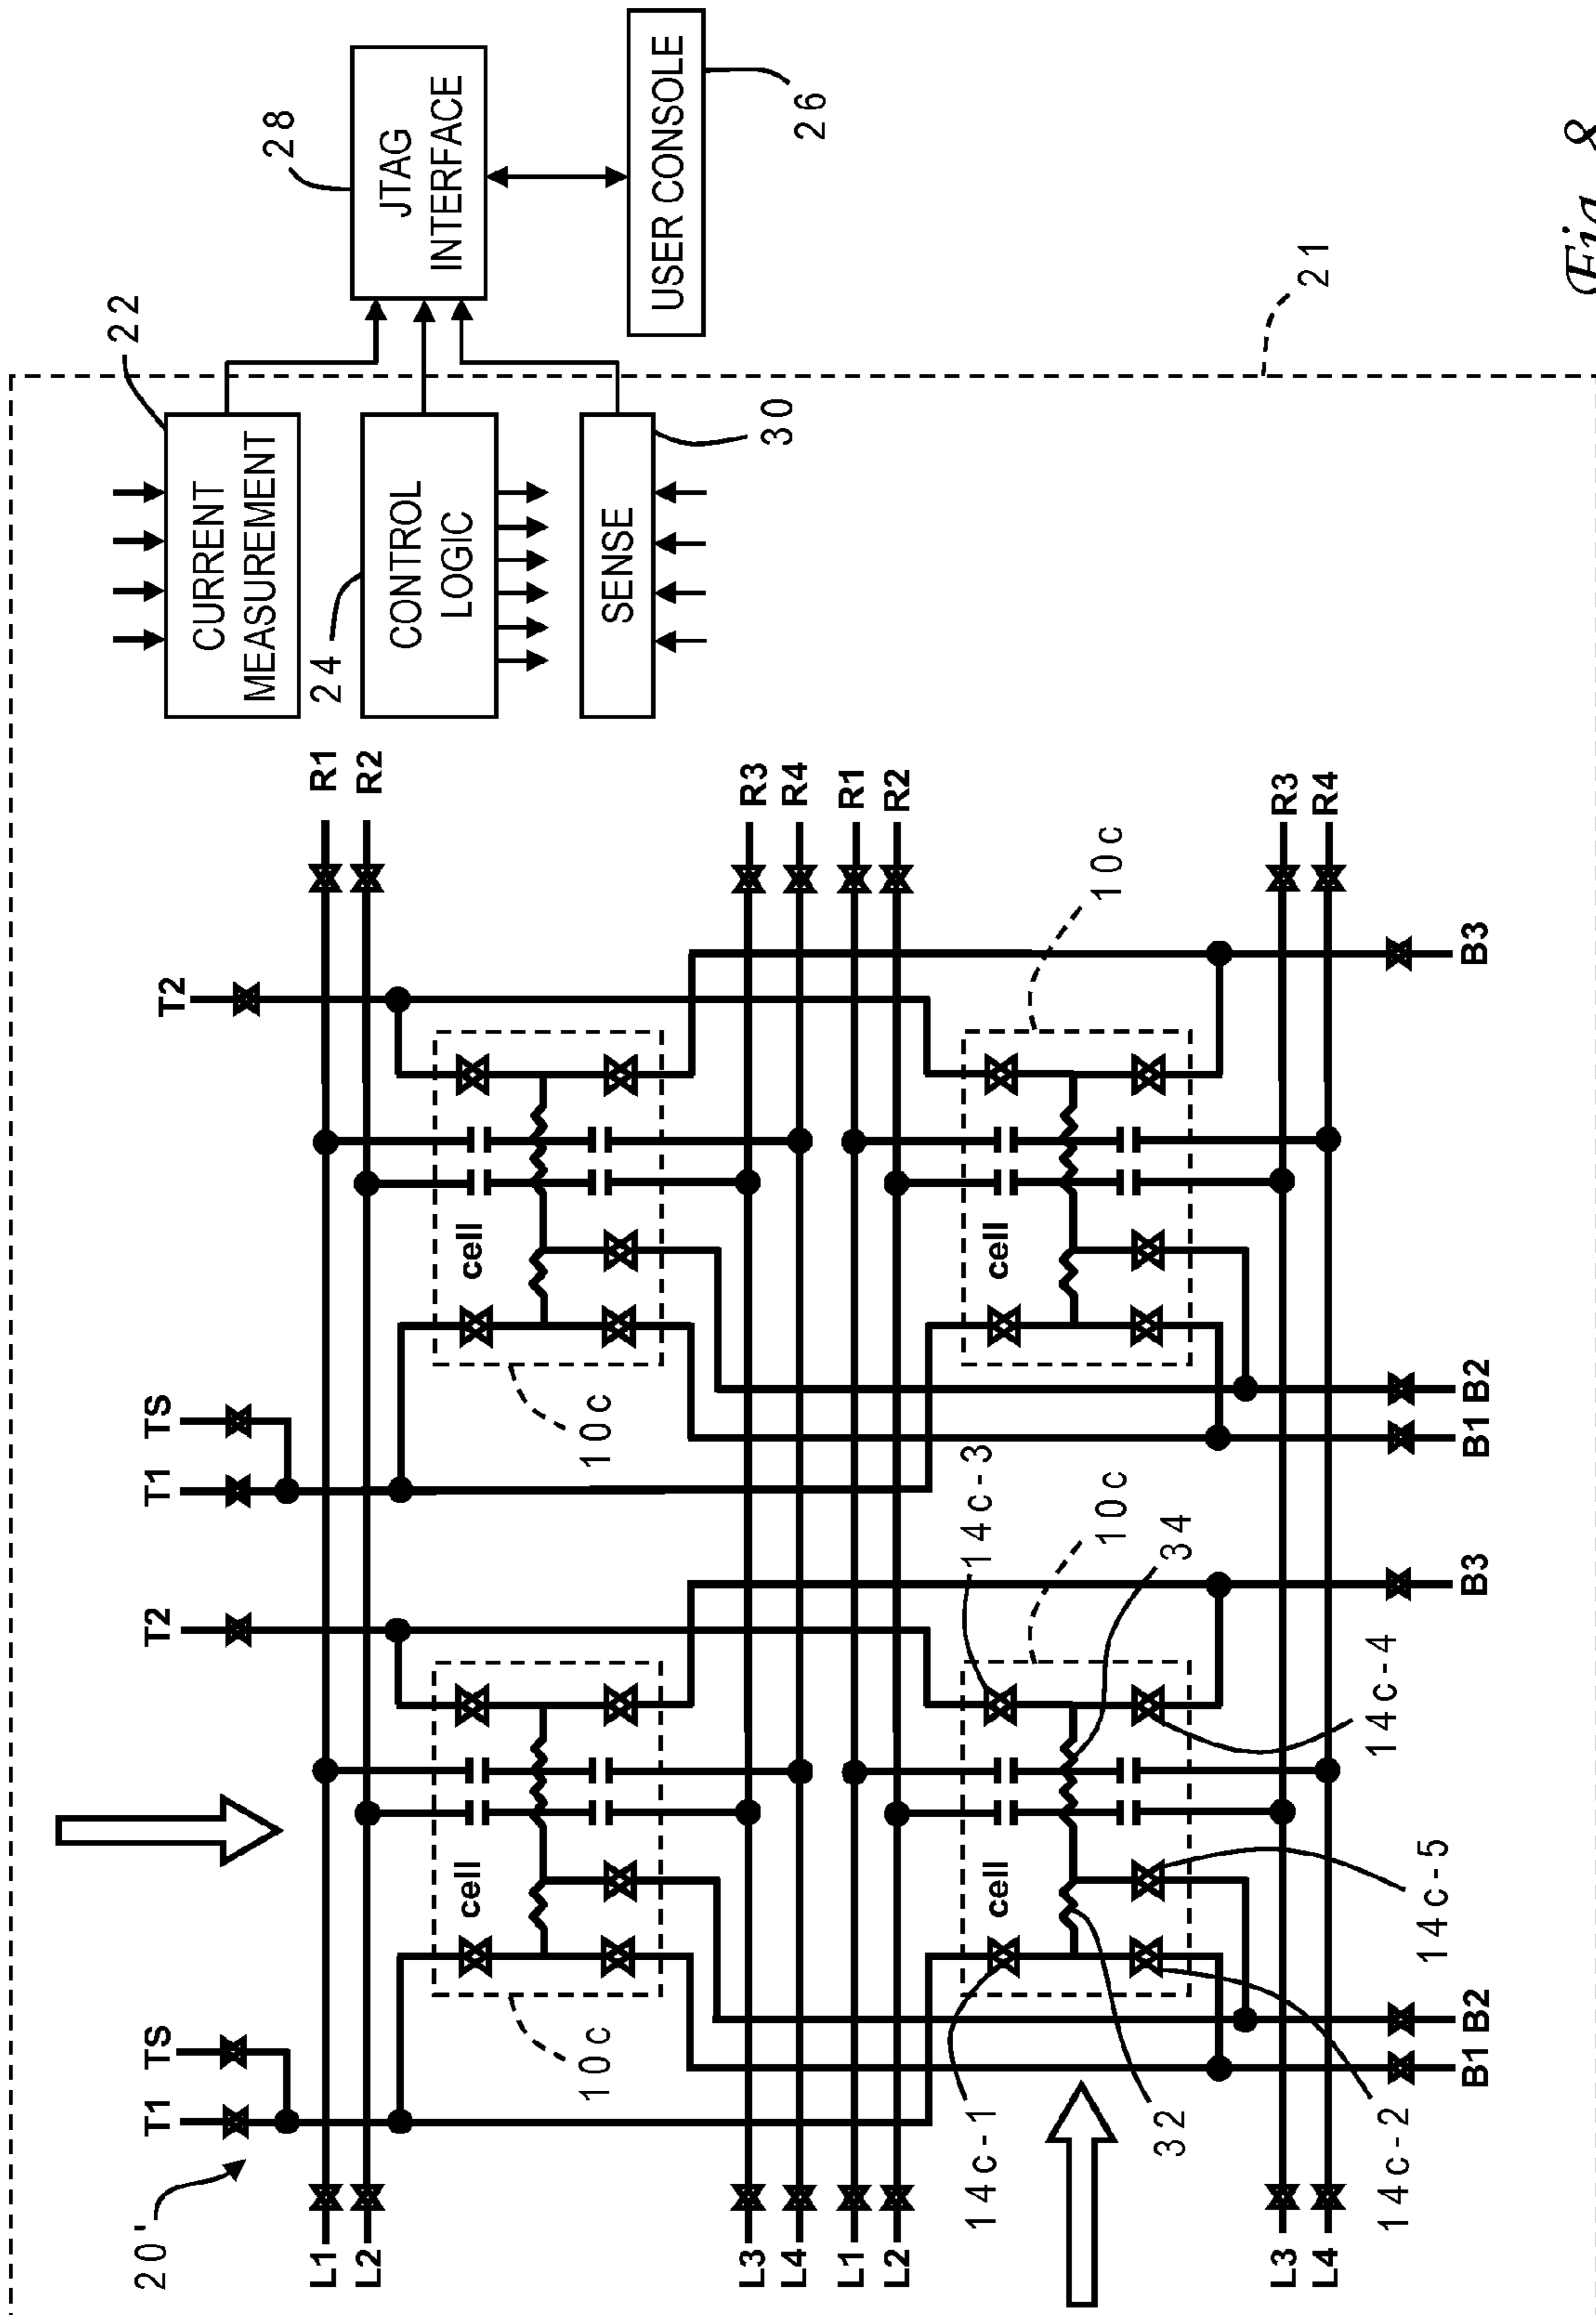 20'
T1
TS
T2
T1
TS
T2
22
28
CURRENT
MEASUREMENT
L1
R1
L2
R2
24
CONTROL
LOGIC
JTAG
INTERFACE
cell
cell
10c
10c
SENSE
USER CONSOLE
30
26
L3
R3
L4
R4
L1
R1
L2
R2
cell
cell
14c-1
32
14c-2
14c-5
14c-3
10c
34
14c-4
10c
L3
R3
L4
R4
21
B1
B2
B3
B1
B2
B3
Fig. 8